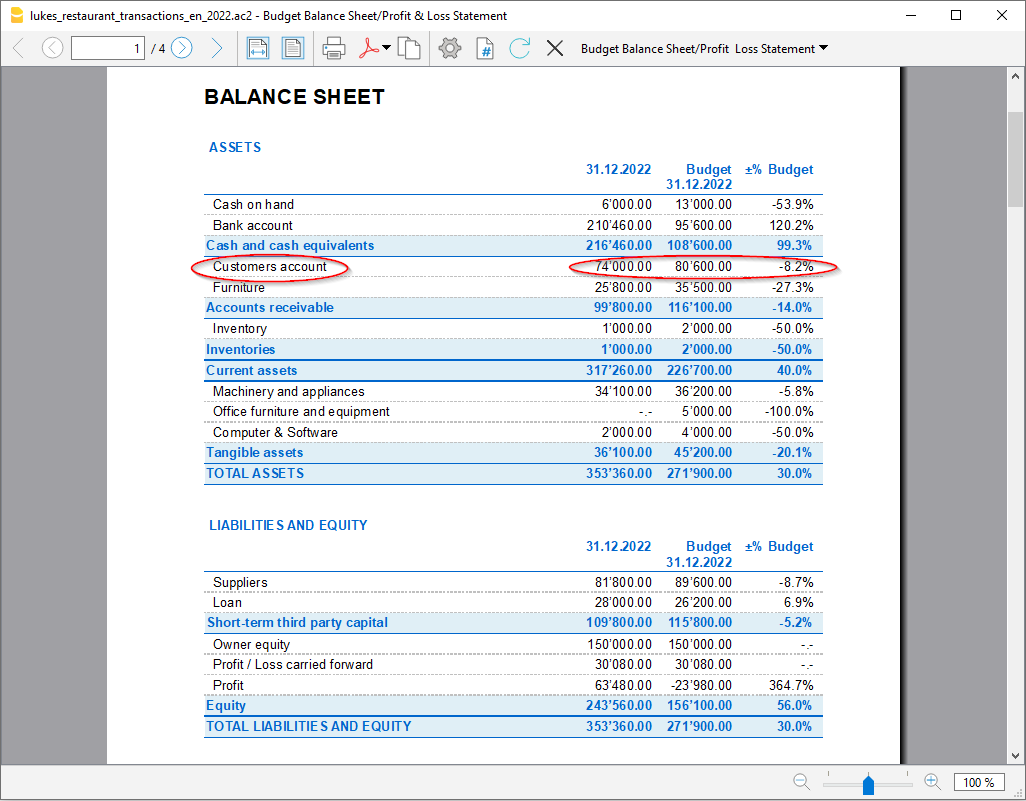 lukes_restaurant_transactions_en_2022.ac2 - Budget Balance Sheet/Profit & Loss Statement
1 / 4 # Budget Balance Sheet/Profit  Loss Statement
BALANCE SHEET
ASSETS
31.12.2022 Budget ±% Budget
31.12.2022
Cash on hand 6'000.00 13'000.00 -53.9%
Bank account 210'460.00 95'600.00 120.2%
Cash and cash equivalents 216'460.00 108'600.00 99.3%
Customers account 74'000.00 80'600.00 -8.2%
Furniture 25'800.00 35'500.00 -27.3%
Accounts receivable 99'800.00 116'100.00 -14.0%
Inventory 1'000.00 2'000.00 -50.0%
Inventories 1'000.00 2'000.00 -50.0%
Current assets 317'260.00 226'700.00 40.0%
Machinery and appliances 34'100.00 36'200.00 -5.8%
Office furniture and equipment -.- 5'000.00 -100.0%
Computer & Software 2'000.00 4'000.00 -50.0%
Tangible assets 36'100.00 45'200.00 -20.1%
TOTAL ASSETS 353'360.00 271'900.00 30.0%
LIABILITIES AND EQUITY
31.12.2022 Budget ±% Budget
31.12.2022
Suppliers 81'800.00 89'600.00 -8.7%
Loan 28'000.00 26'200.00 6.9%
Short-term third party capital 109'800.00 115'800.00 -5.2%
Owner equity 150'000.00 150'000.00 -.-
Profit / Loss carried forward 30'080.00 30'080.00 -.-
Profit 63'480.00 -23'980.00 364.7%
Equity 243'560.00 156'100.00 56.0%
TOTAL LIABILITIES AND EQUITY 353'360.00 271'900.00 30.0%
100 %